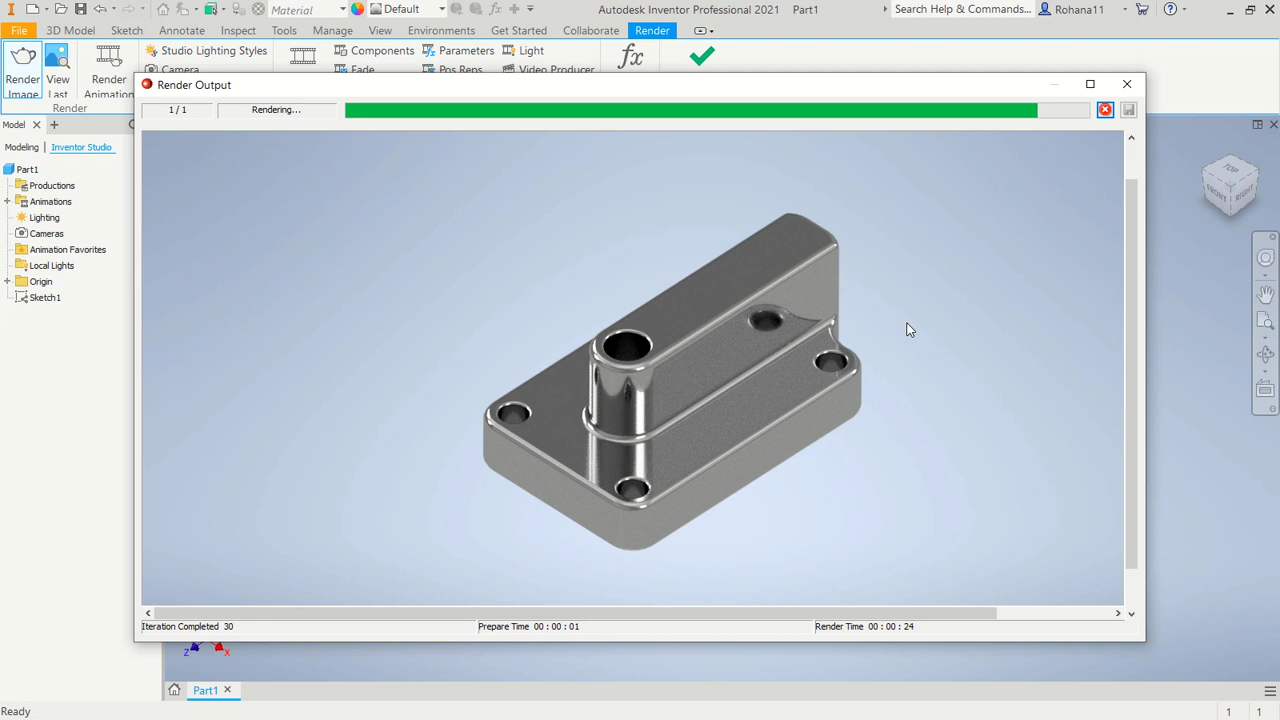 Material Default Autodesk Inventor Professional 2021 Part1 Search Help & Commands... Rohana11
File 3D Model Sketch Annotate Inspect Tools Manage View Environments Get Started Collaborate Render
Render Image
View Last
Render Animation
Studio Lighting Styles
Camera
Components
Fade
Parameters
Pos Reps
Light
Video Producer
fx
Render
Render Output
1 / 1 Rendering...
Model
Modeling Inventor Studio
Part1
Productions
Animations
Lighting
Cameras
Animation Favorites
Local Lights
Origin
Sketch1
TOP
FRONT
RIGHT
Iteration Completed 30 Prepare Time 00 : 00 : 01 Render Time 00 : 00 : 24
Z X
Part1
Ready 1 1